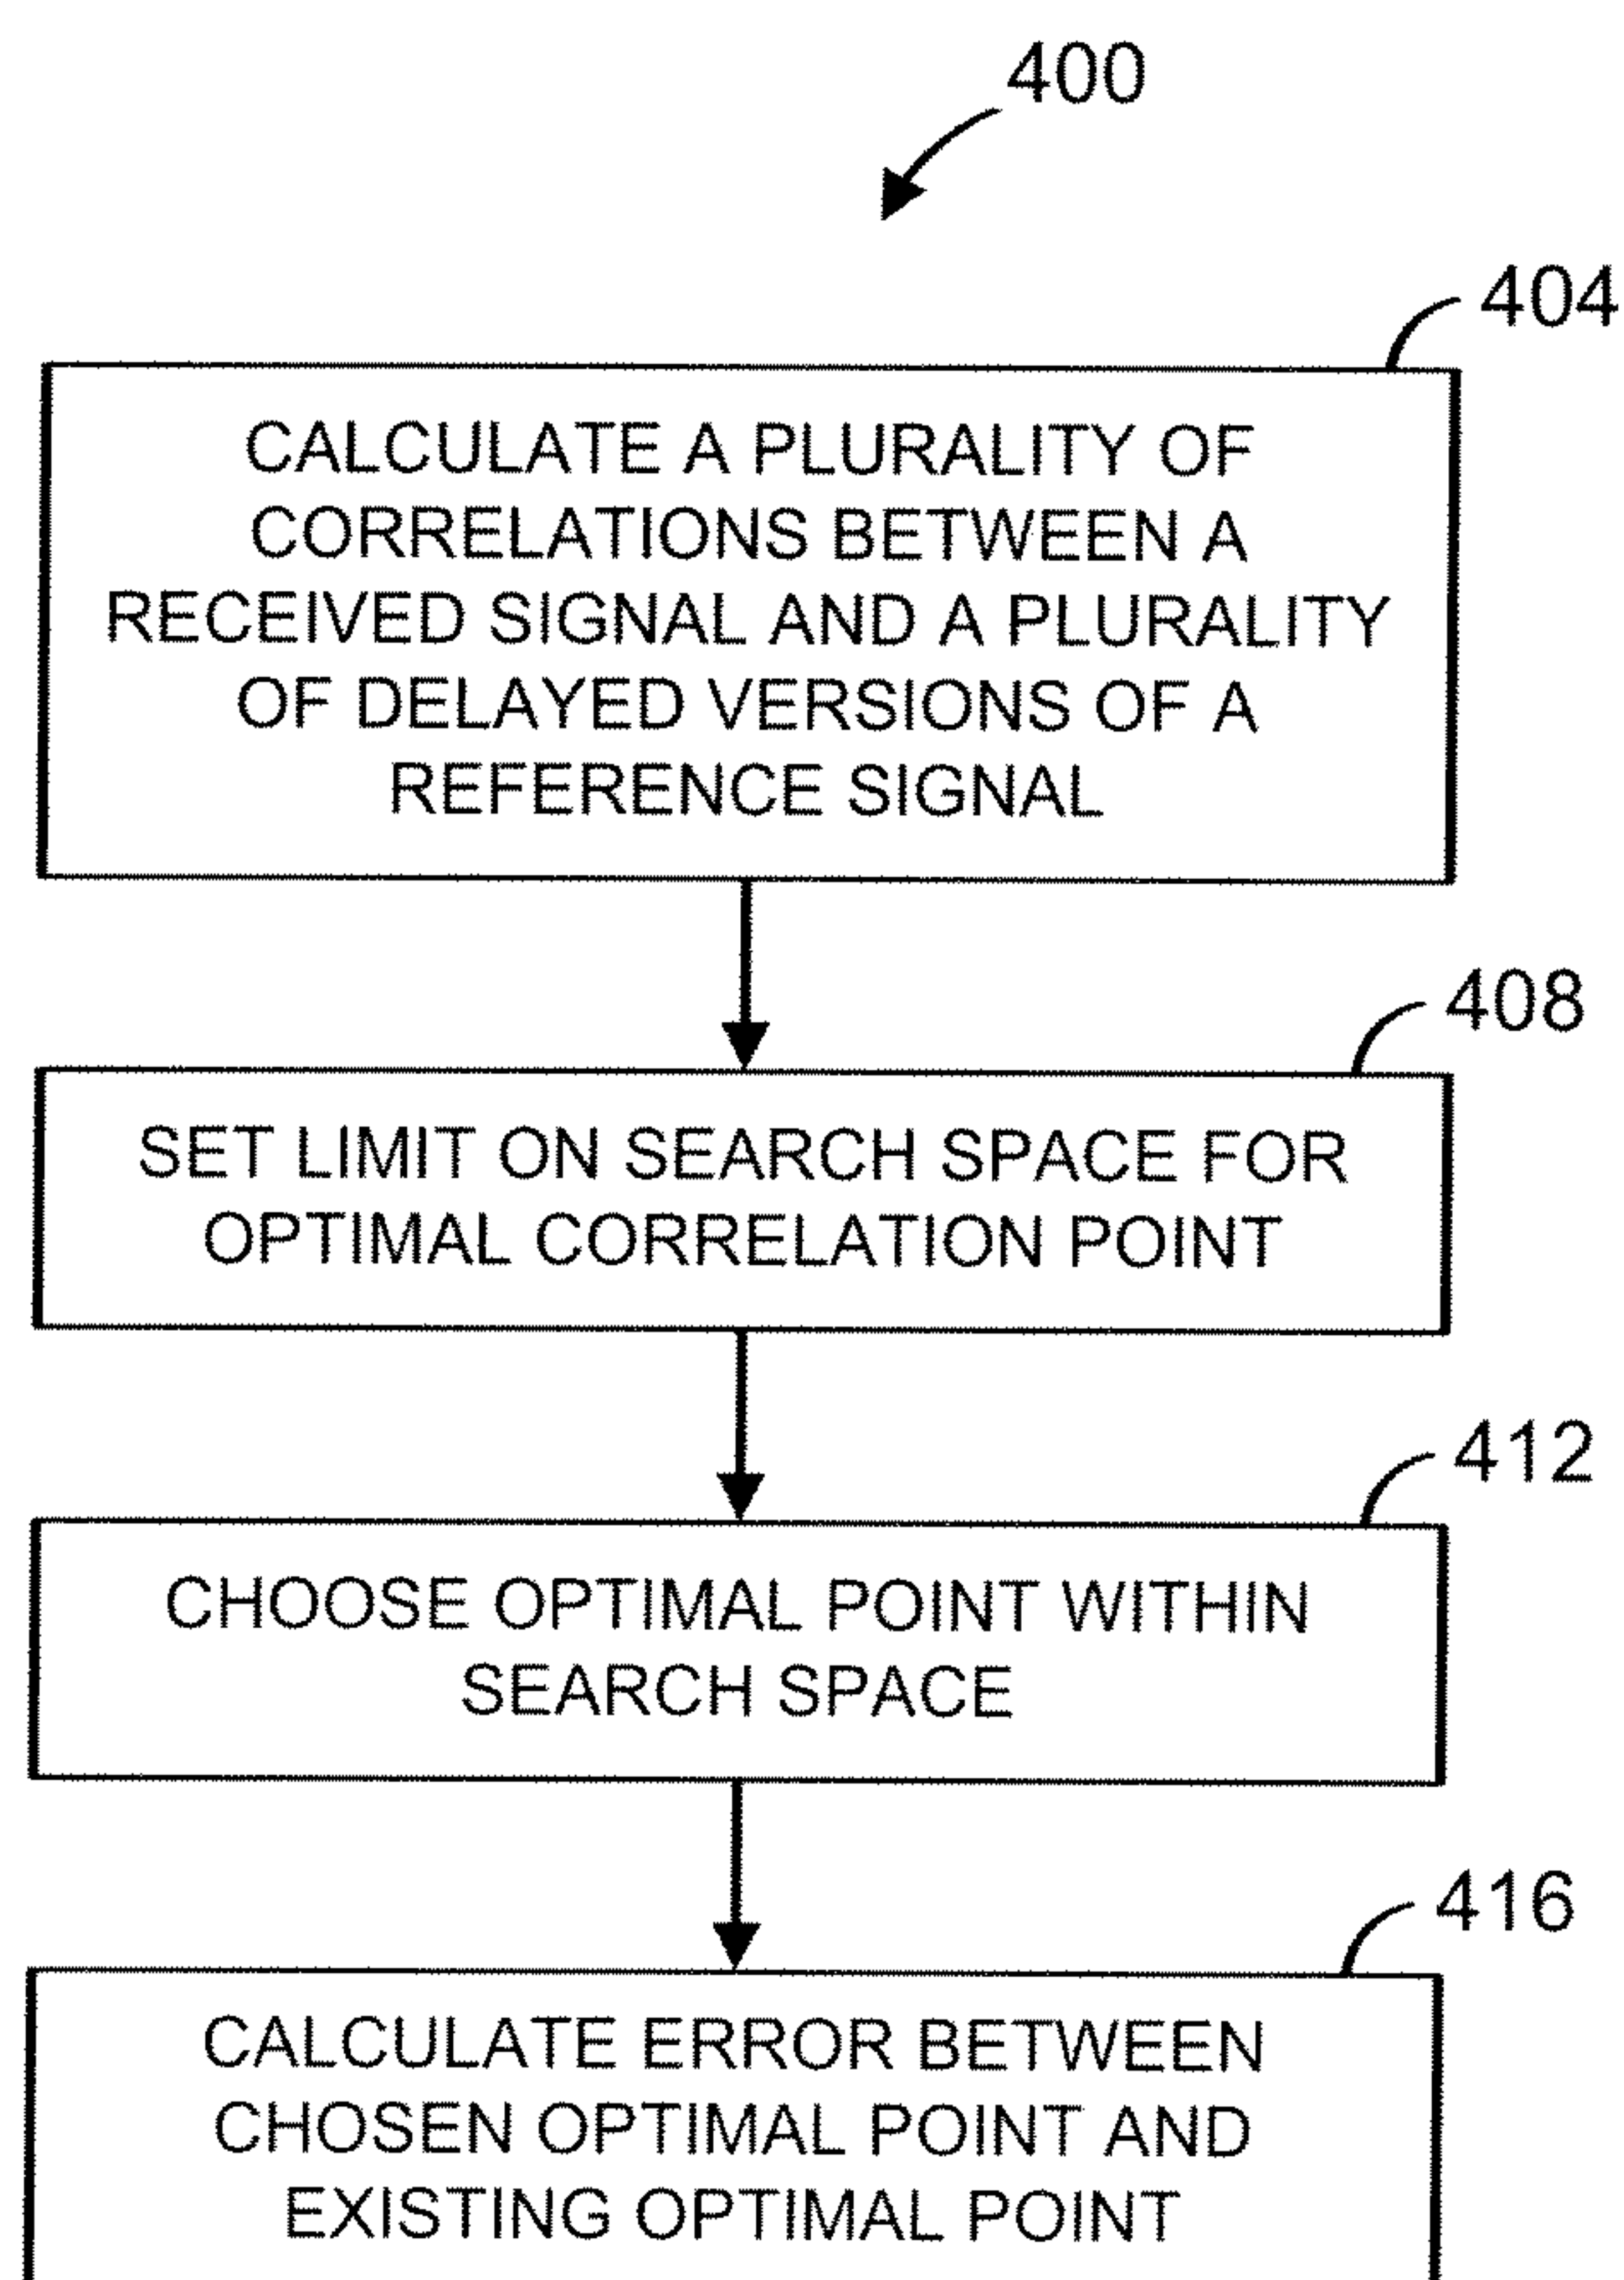 400
404
CALCULATE A PLURALITY OF
CORRELATIONS BETWEEN A
RECEIVED SIGNAL AND A PLURALITY
OF DELAYED VERSIONS OF A
REFERENCE SIGNAL
408
SET LIMIT ON SEARCH SPACE FOR
OPTIMAL CORRELATION POINT
412
CHOOSE OPTIMAL POINT WITHIN
SEARCH SPACE
416
CALCULATE ERROR BETWEEN
CHOSEN OPTIMAL POINT AND
EXISTING OPTIMAL POINT